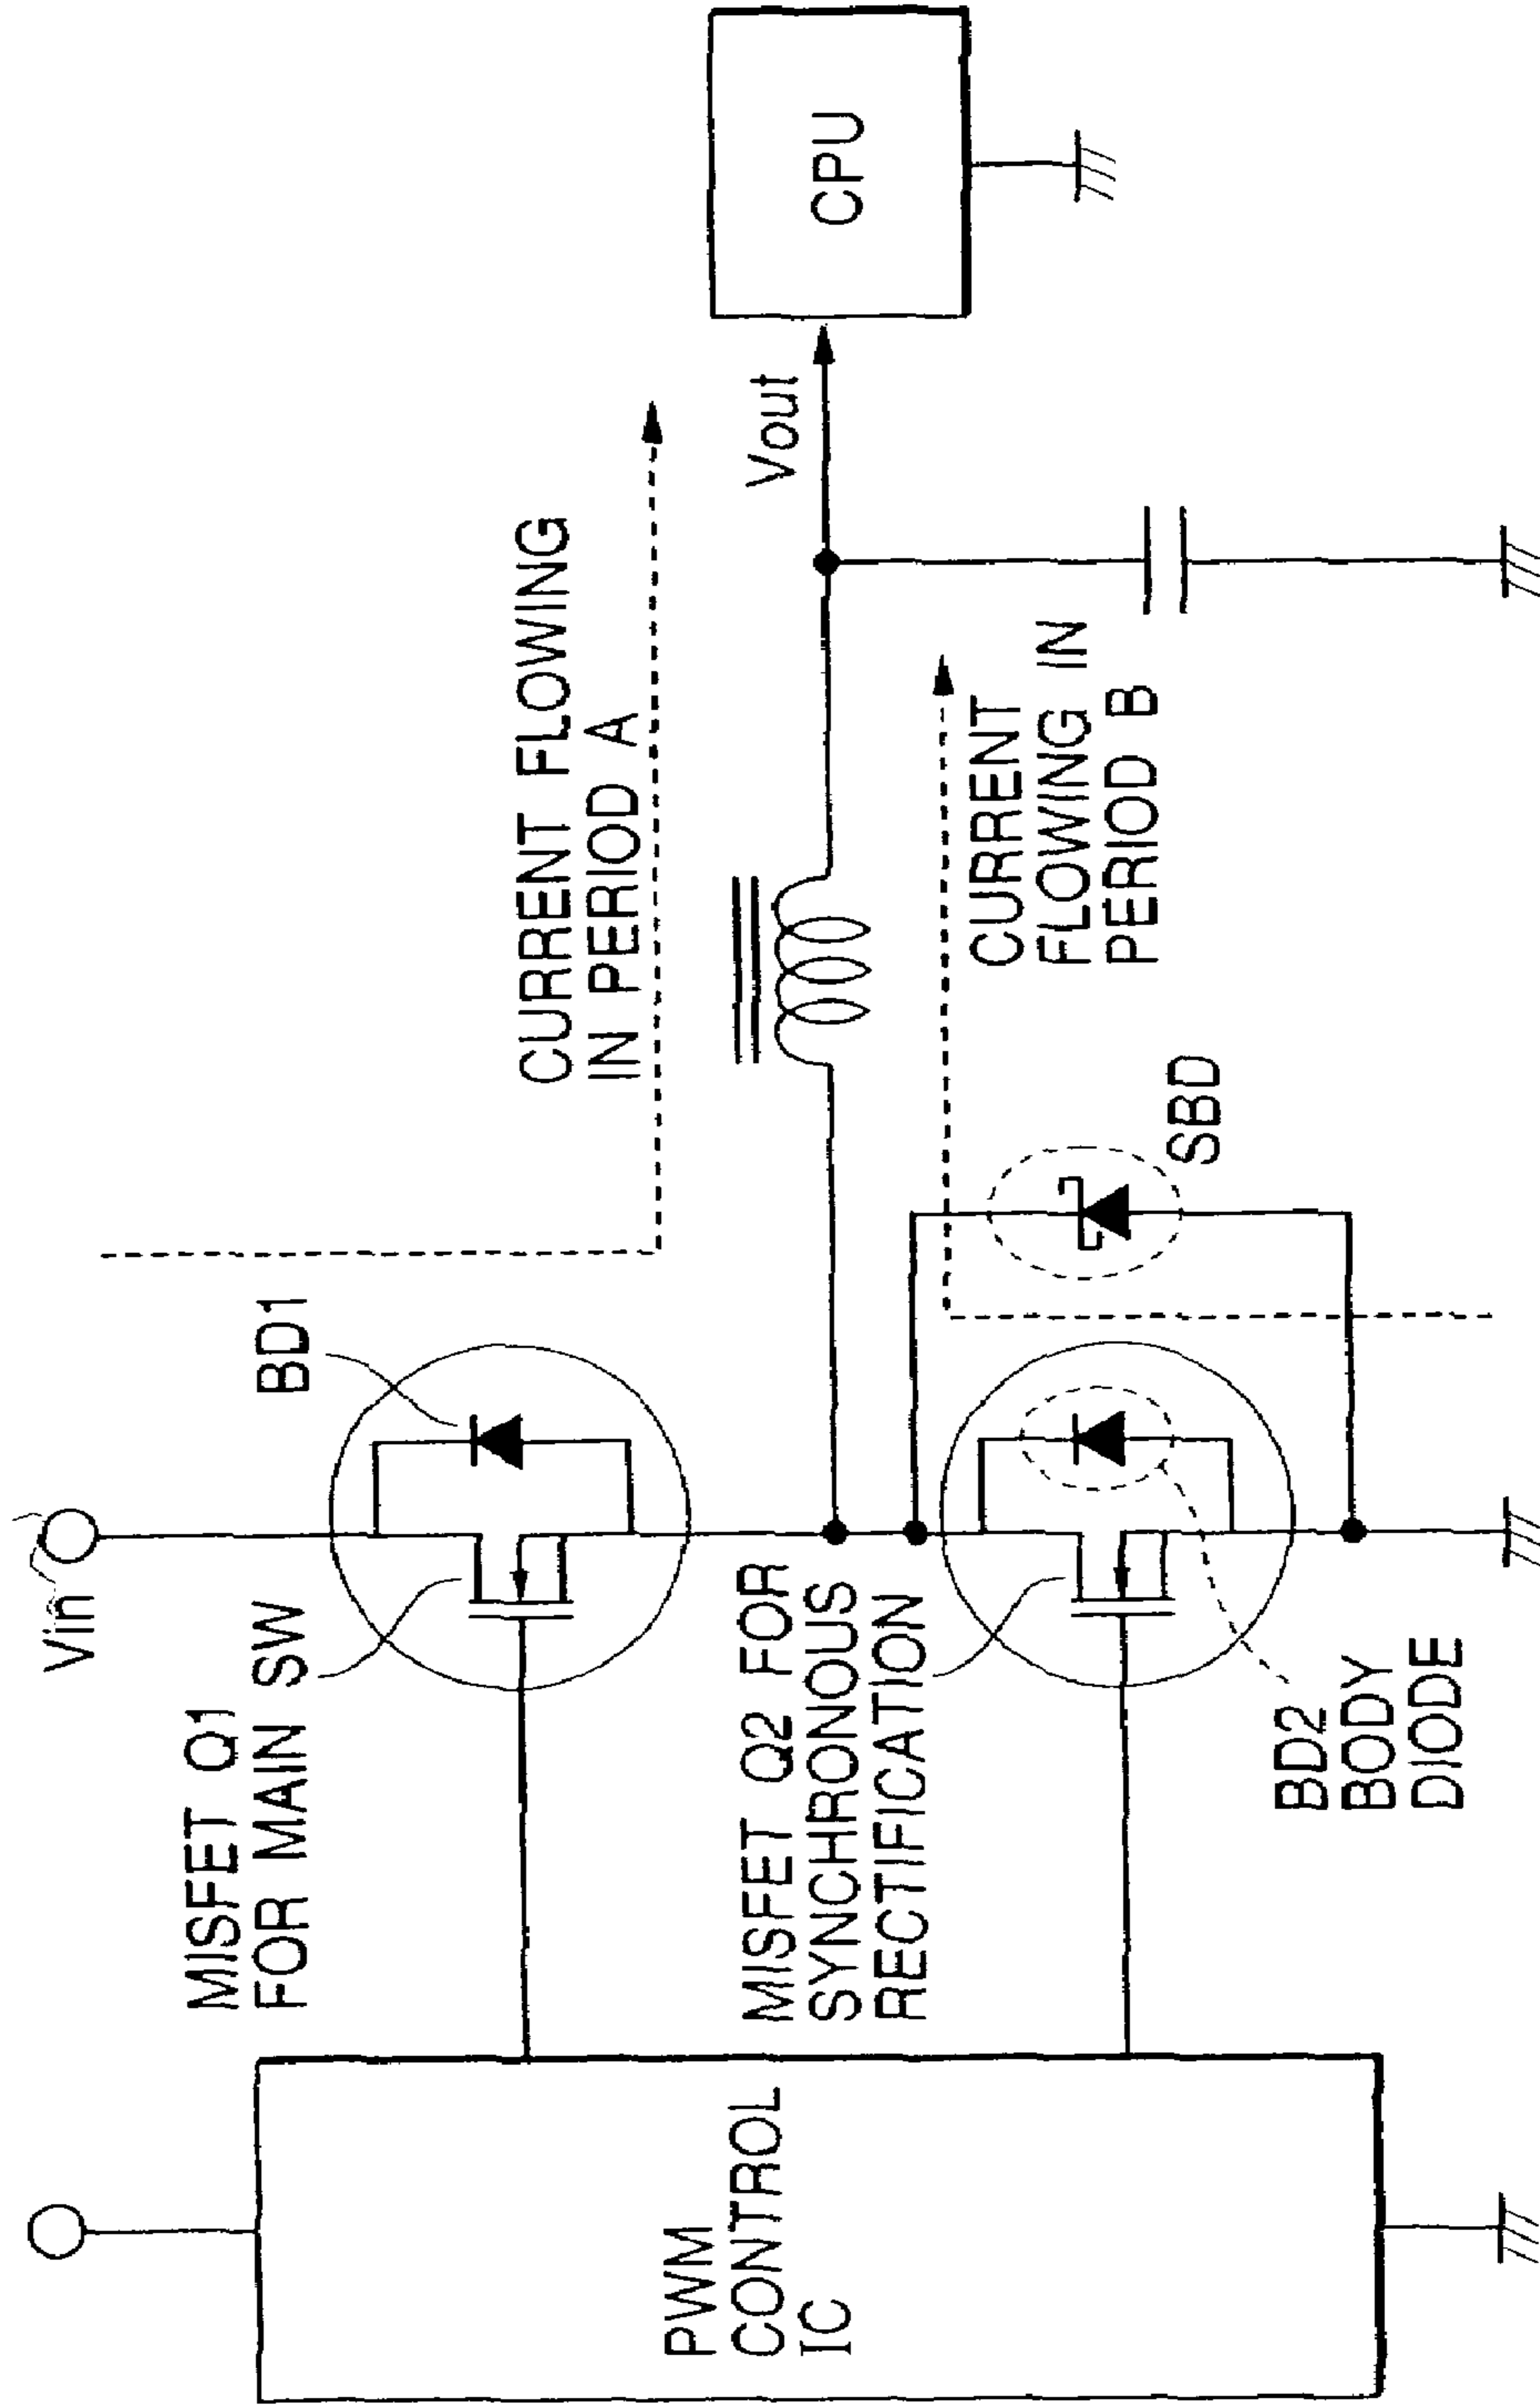 Vin
MISFET Q1
FOR MAIN SW
BD1
CURRENT FLOWING
IN PERIOD A
PWM
CONTROL
IC
MISFET Q2 FOR
SYNCHRONOUS
RECTIFICATION
Vout
CPU
CURRENT
FLOWING IN
PERIOD B
SBD
BD2
BODY
DIODE